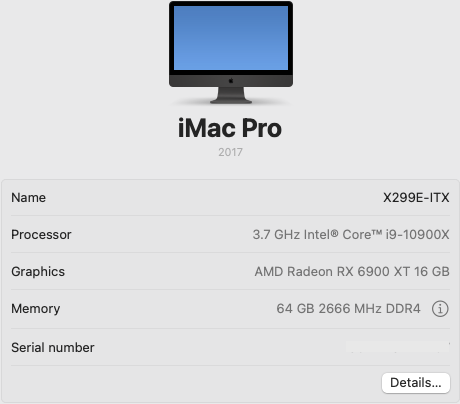 iMac Pro
2017
Name X299E-ITX
Processor 3.7 GHz Intel® Core™ i9-10900X
Graphics AMD Radeon RX 6900 XT 16 GB
Memory 64 GB 2666 MHz DDR4
Serial number
Details...